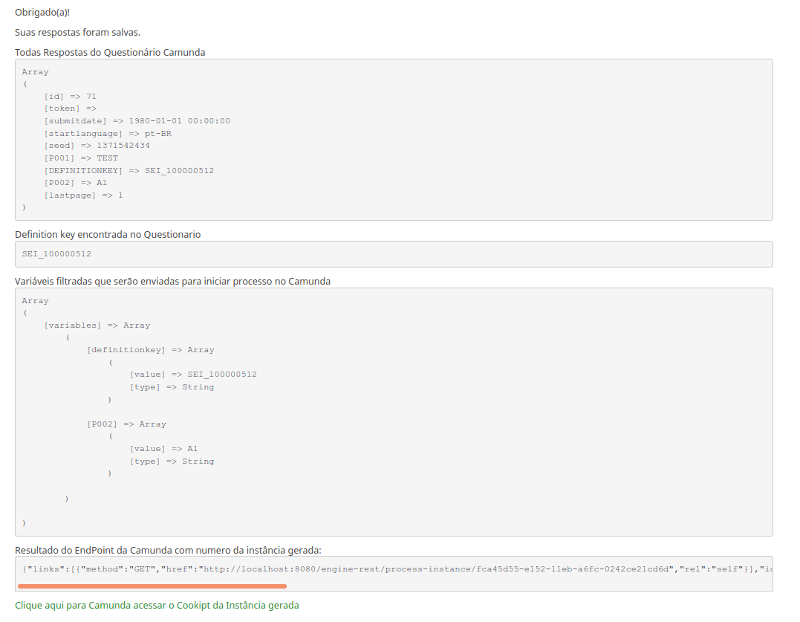 Obrigado(a)!
Suas respostas foram salvas.
Todas Respostas do Questionário Camunda
Array
(
[id] => 71
[token] =>
[submitdate] => 1980-01-01 00:00:00
[startlanguage] => pt-BR
[seed] => 1371542434
[P001] => TEST
[DEFINITIONKEY] => SEI_100000512
[P002] => A1
[lastpage] => 1
)
Definition key encontrada no Questionario
SEI_100000512
Variáveis filtradas que serão enviadas para iniciar processo no Camunda
Array
(
[variables] => Array
(
[definitionkey] => Array
(
[value] => SEI_100000512
[type] => String
)
[P002] => Array
(
[value] => A1
[type] => String
)
)
)
Resultado do EndPoint da Camunda com numero da instância gerada:
{"links":[{"method":"GET","href":"http://localhost:8080/engine-rest/process-instance/fca45d55-e152-11eb-a6fc-0242ce21cd6d","rel":"self"}],"id
Clique aqui para Camunda acessar o Cookipt da Instância gerada